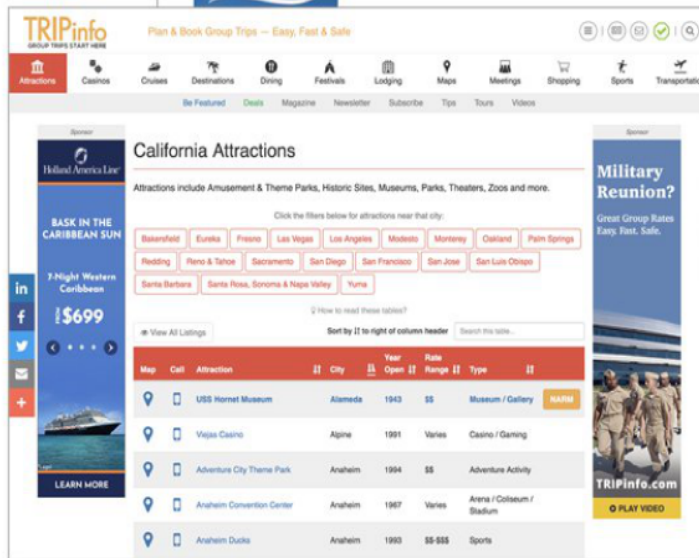 TRIPinfo
GROUP TRIPS START HERE
Plan & Book Group Trips — Easy, Fast & Safe
Attractions Casinos Cruises Destinations Dining Festivals Lodging Maps Meetings Shopping Sports Transportatio
Be Featured Deals Magazine Newsletter Subscribe Tips Tours Videos
Sponsor
Holland America Line
BASK IN THE
CARIBBEAN SUN
7-Night Western
Caribbean
FROM $699
LEARN MORE
California Attractions
Attractions include Amusement & Theme Parks, Historic Sites, Museums, Parks, Theaters, Zoos and more.
Click the filters below for attractions near that city:
Bakersfield Eureka Fresno Las Vegas Los Angeles Modesto Monterey Oakland Palm Springs
Redding Reno & Tahoe Sacramento San Diego San Francisco San Jose San Luis Obispo
Santa Barbara Santa Rosa, Sonoma & Napa Valley Yuma
How to read these tables?
View All Listings Sort by to right of column header Search this table...
Map Call Attraction City Year Open Rate Range Type
USS Hornet Museum Alameda 1943 $$ Museum / Gallery NARM
Viejas Casino Alpine 1991 Varies Casino / Gaming
Adventure City Theme Park Anaheim 1994 $$ Adventure Activity
Anaheim Convention Center Anaheim 1967 Varies Arena / Coliseum / Stadium
Anaheim Ducks Anaheim 1993 $$-$$$ Sports
Sponsor
Military
Reunion?
Great Group Rates
Easy. Fast. Safe.
TRIPinfo.com
PLAY VIDEO